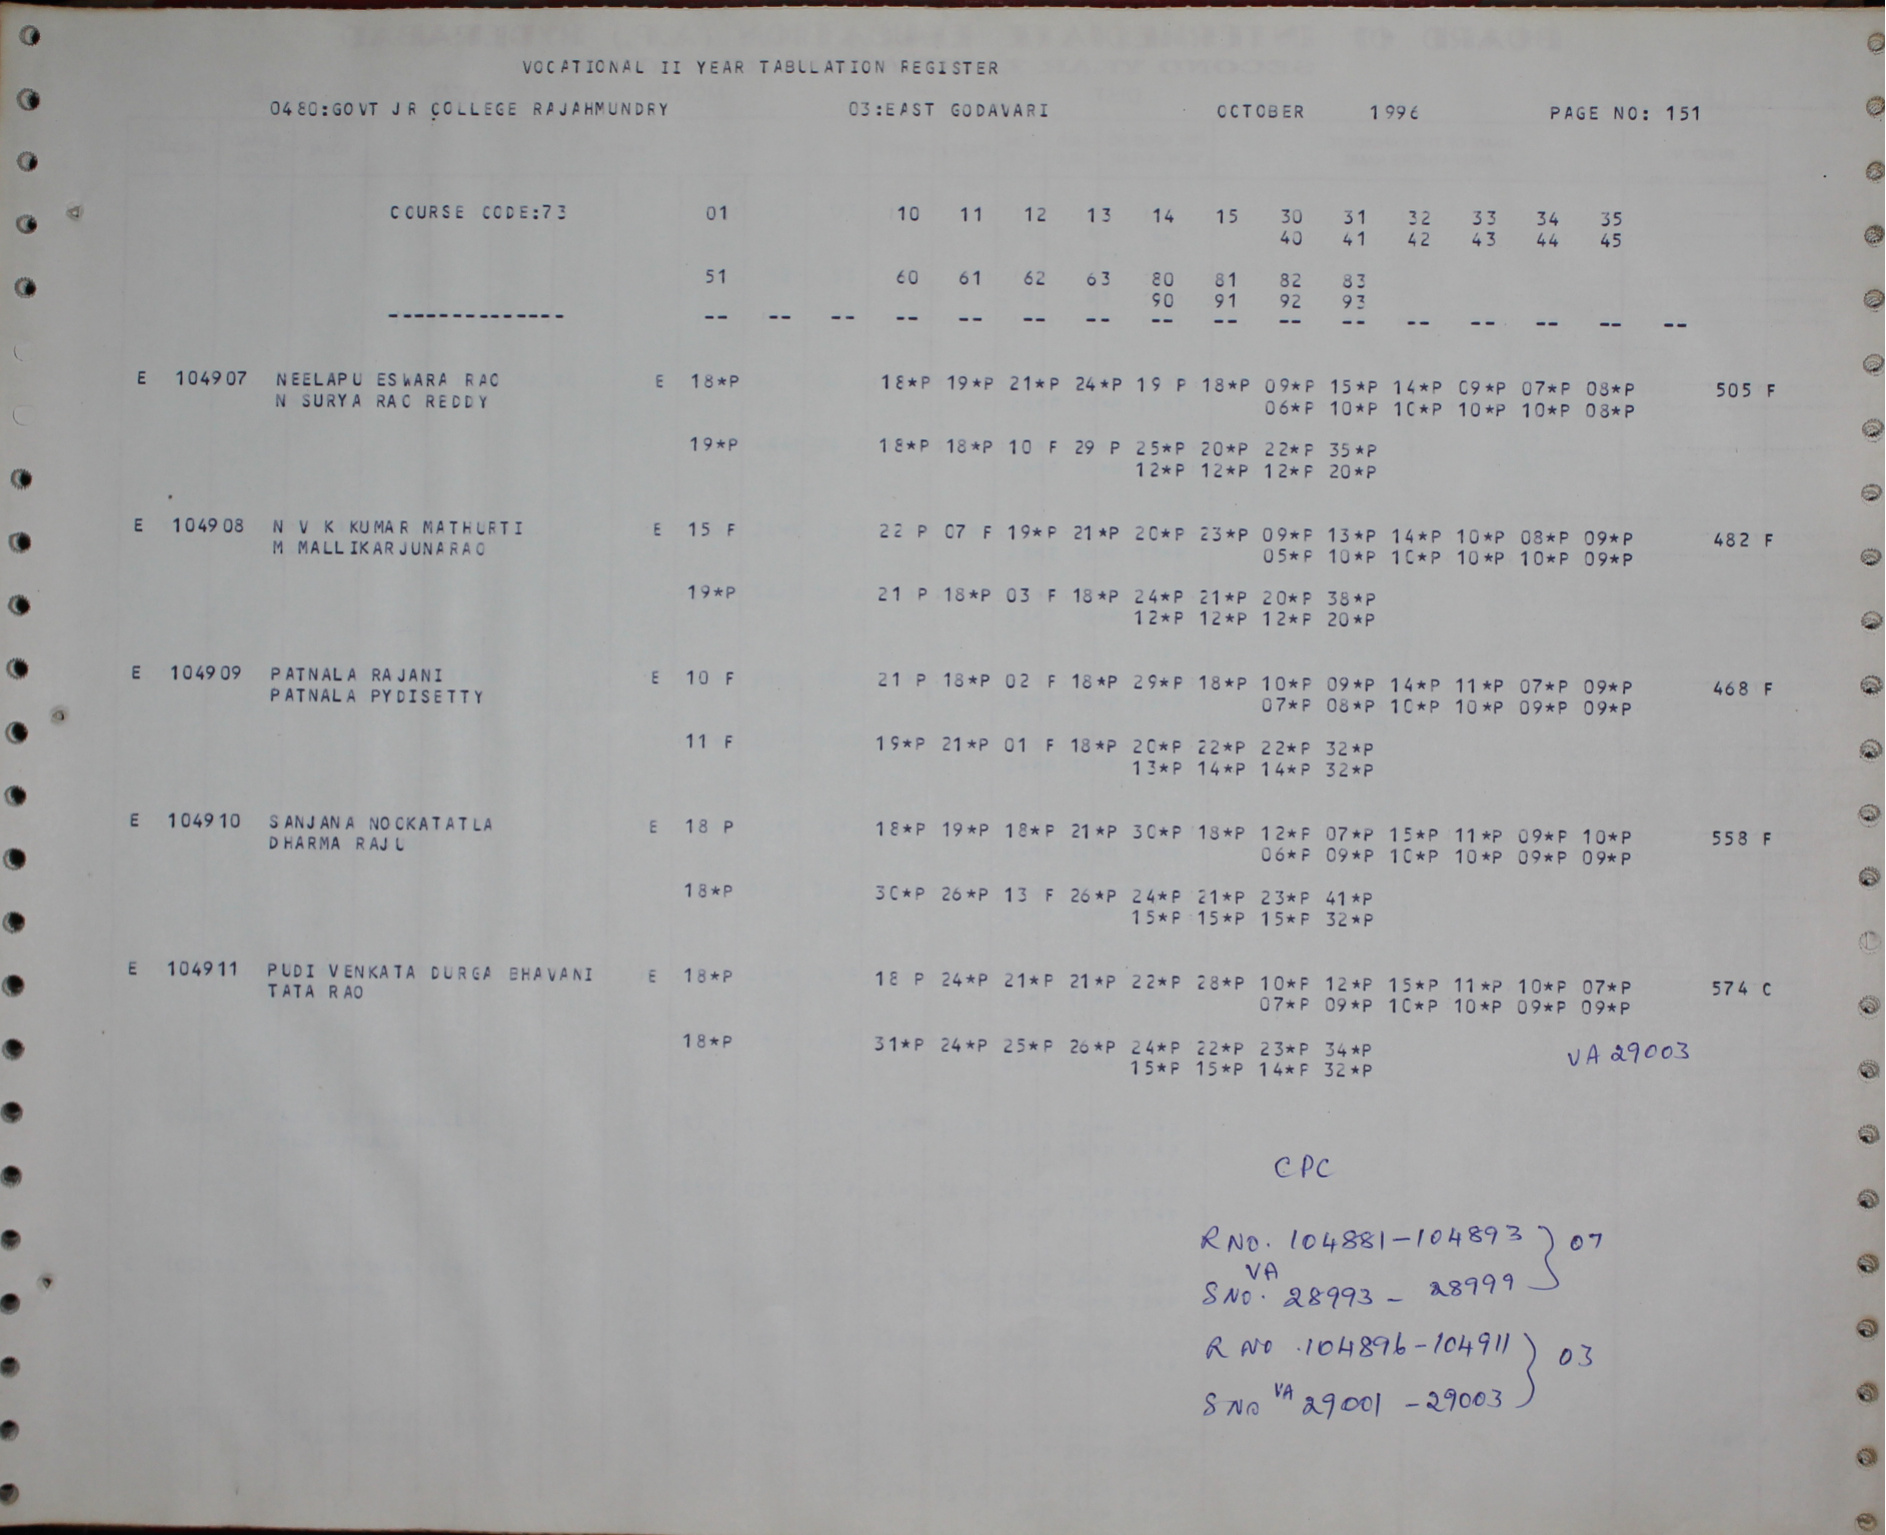 VOCATIONAL II YEAR TABULATION REGISTER
0480:GOVT JR COLLEGE RAJAHMUNDRY 03:EAST GODAVARI OCTOBER 1996 PAGE NO: 151
COURSE CODE:73 01 10 11 12 13 14 15 30 31 32 33 34 35
40 41 42 43 44 45
51 60 61 62 63 80 81 82 83
90 91 92 93
-------------- -- -- -- -- -- -- -- -- -- -- -- -- -- -- -- --
E 104907 NEELAPU ESWARA RAO E 18*P 18*P 19*P 21*P 24*P 19 P 18*P 09*P 15*P 14*P 09*P 07*P 08*P 505 F
N SURYA RAO REDDY 06*P 10*P 10*P 10*P 10*P 08*P
19*P 18*P 18*P 10 F 29 P 25*P 20*P 22*P 35*P
12*P 12*P 12*P 20*P
E 104908 N V K KUMAR MATHURTI E 15 F 22 P 07 F 19*P 21*P 20*P 23*P 09*P 13*P 14*P 10*P 08*P 09*P 482 F
M MALLIKARJUNARAO 05*P 10*P 10*P 10*P 10*P 09*P
19*P 21 P 18*P 03 F 18*P 24*P 21*P 20*P 38*P
12*P 12*P 12*P 20*P
E 104909 PATNALA RAJANI E 10 F 21 P 18*P 02 F 18*P 29*P 18*P 10*P 09*P 14*P 11*P 07*P 09*P 468 F
PATNALA PYDISETTY 07*P 08*P 10*P 10*P 09*P 09*P
11 F 19*P 21*P 01 F 18*P 20*P 22*P 22*P 32*P
13*P 14*P 14*P 32*P
E 104910 SANJANA NOOKATATLA E 18 P 18*P 19*P 18*P 21*P 30*P 18*P 12*P 07*P 15*P 11*P 09*P 10*P 558 F
DHARMA RAJU 06*P 09*P 10*P 10*P 09*P 09*P
18*P 30*P 26*P 13 F 26*P 24*P 21*P 23*P 41*P
15*P 15*P 15*P 32*P
E 104911 PUDI VENKATA DURGA BHAVANI E 18*P 18 P 24*P 21*P 21*P 22*P 28*P 10*P 12*P 15*P 11*P 10*P 07*P 574 C
TATA RAO 07*P 09*P 10*P 10*P 09*P 09*P
18*P 31*P 24*P 25*P 26*P 24*P 22*P 23*P 34*P VA 29003
15*P 15*P 14*P 32*P
CPC
R NO. 104881-104893 } 07
VA
S NO. 28993 - 28999
R NO .104896-104911 } 03
S NO VA 29001 - 29003